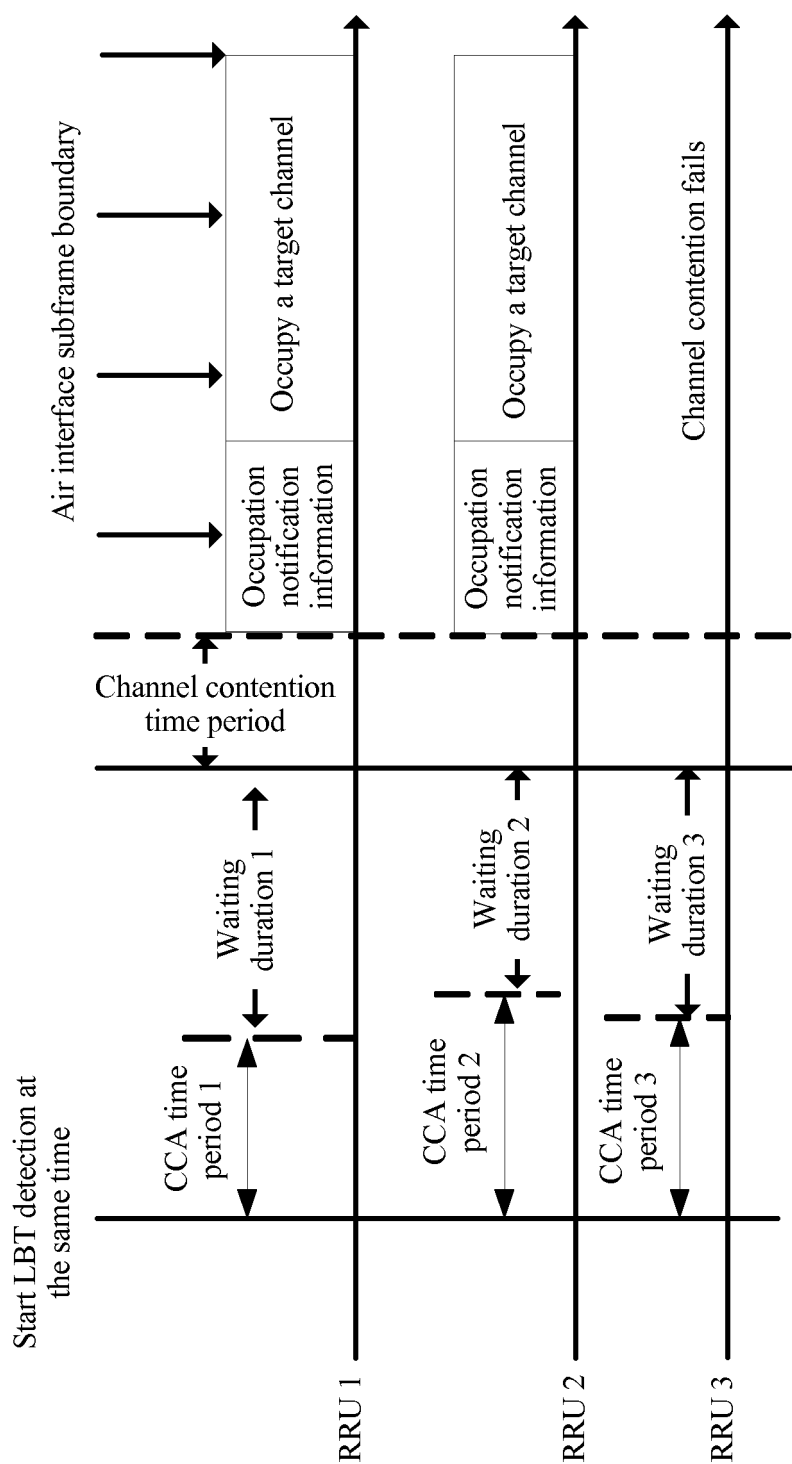 Start LBT detection at
the same time
Air interface subframe boundary
CCA time
period 1
Waiting
duration 1
Channel contention
time period
Occupation
notification
information
Occupy a target channel
RRU 1
CCA time
period 2
Waiting
duration 2
Occupation
notification
information
Occupy a target channel
RRU 2
CCA time
period 3
Waiting
duration 3
Channel contention fails
RRU 3